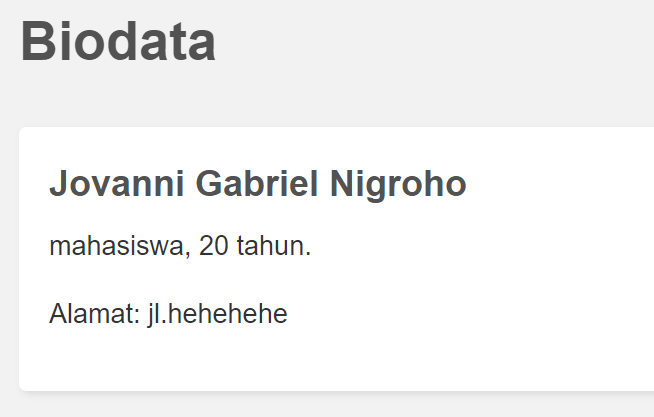 Biodata
Jovanni Gabriel Nigroho
mahasiswa, 20 tahun.
Alamat: jl.hehehehe